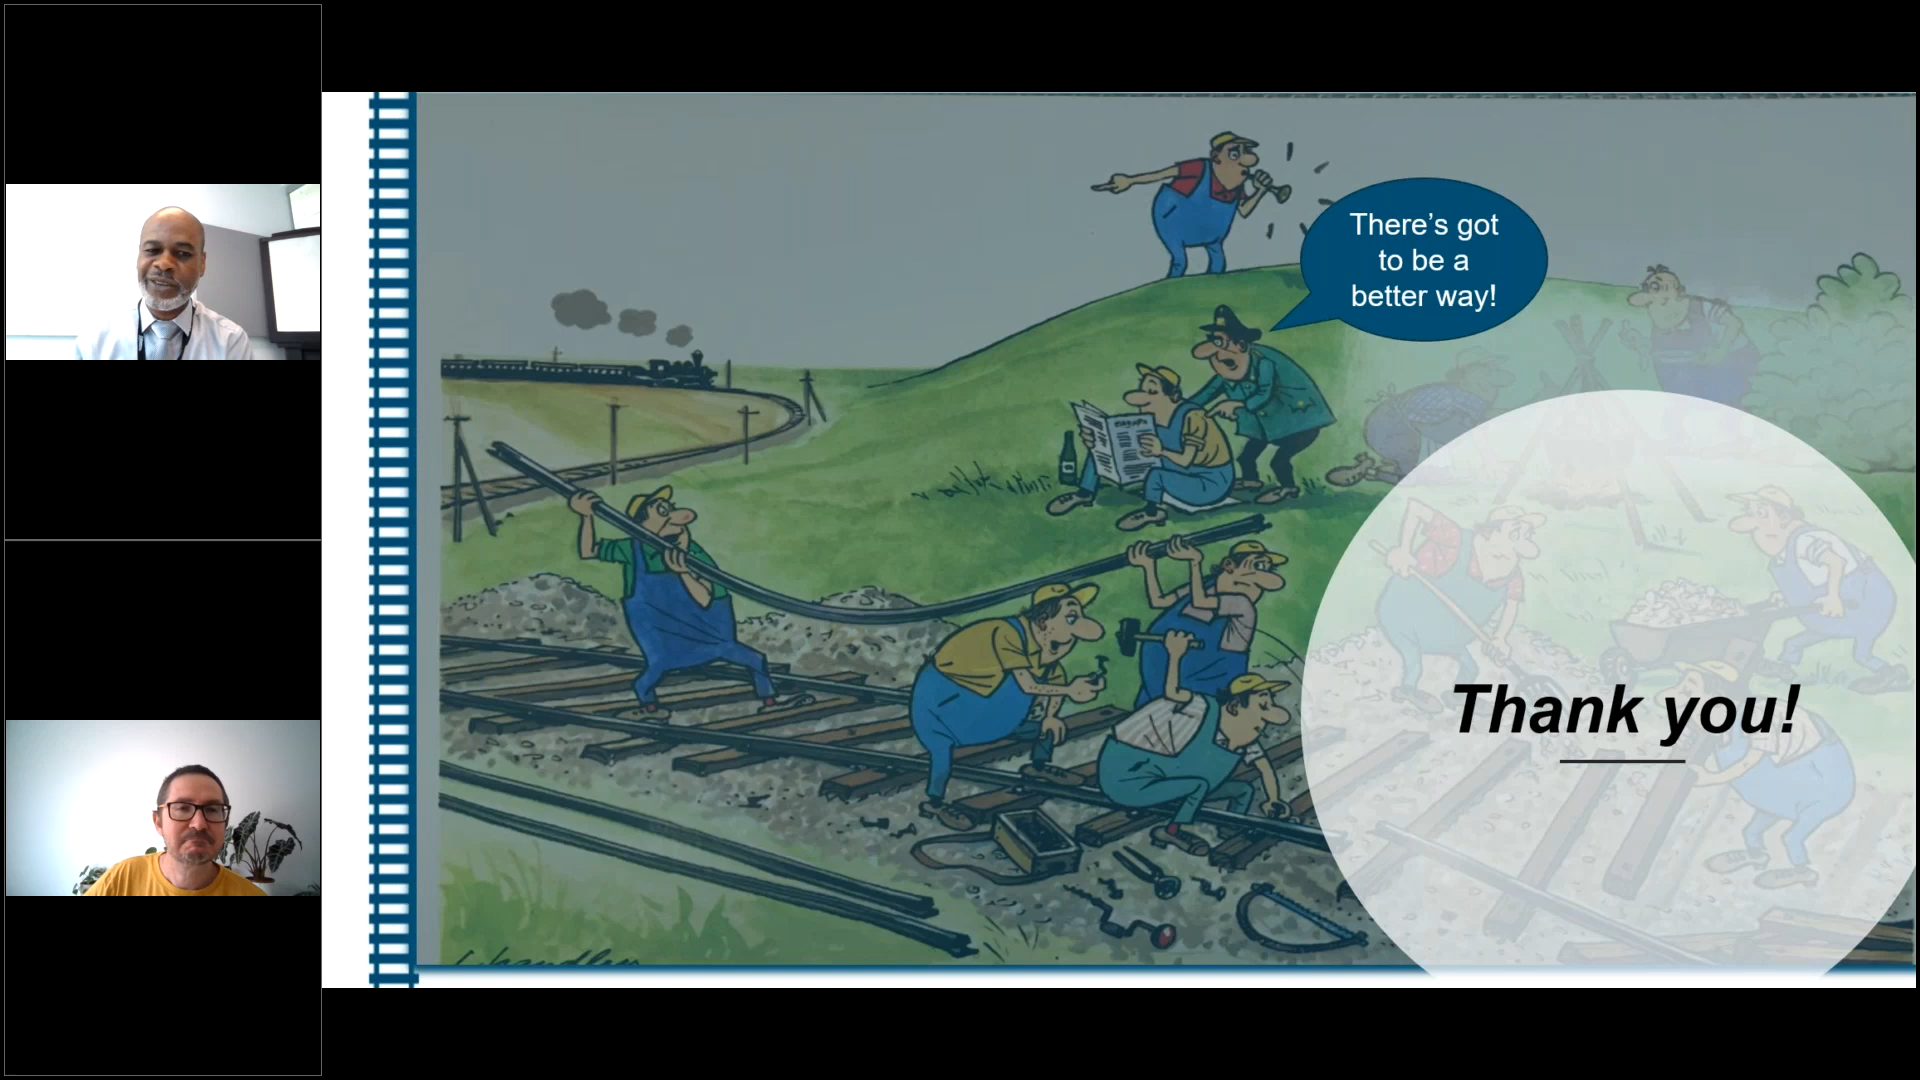 There’s got
to be a
better way!
Thank you!